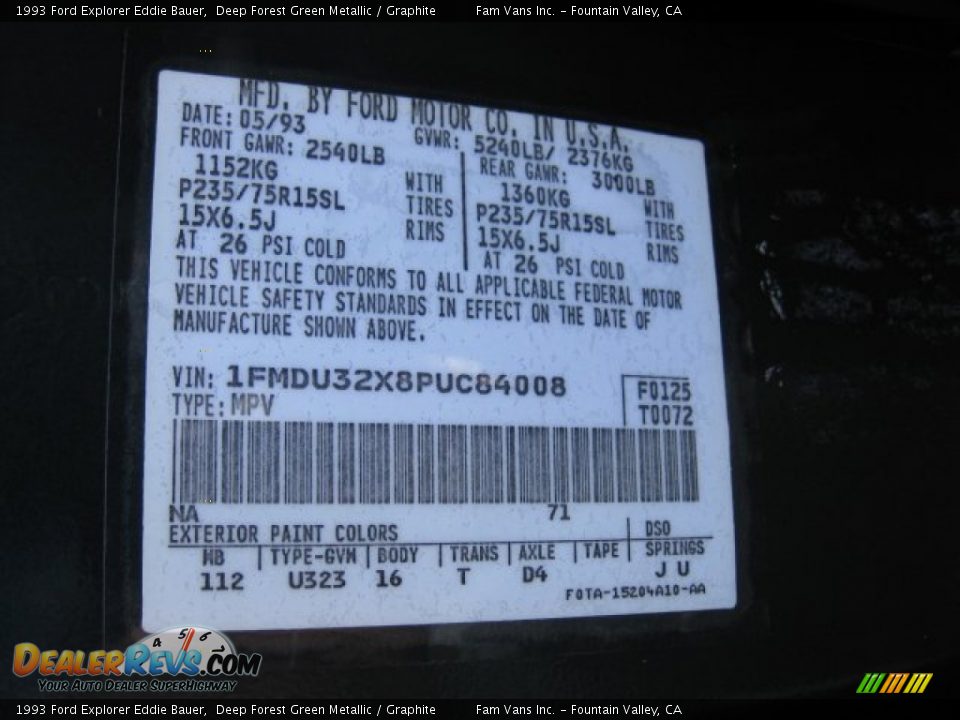 1993 Ford Explorer Eddie Bauer, Deep Forest Green Metallic / Graphite Fam Vans Inc. - Fountain Valley, CA
MFD. BY FORD MOTOR CO. IN U.S.A.
DATE: 05/93 GVWR: 5240LB/ 2376KG
FRONT GAWR: 2540LB REAR GAWR: 3000LB
1152KG WITH 1360KG WITH
P235/75R15SL TIRES P235/75R15SL TIRES
15X6.5J RIMS 15X6.5J RIMS
AT 26 PSI COLD AT 26 PSI COLD
THIS VEHICLE CONFORMS TO ALL APPLICABLE FEDERAL MOTOR
VEHICLE SAFETY STANDARDS IN EFFECT ON THE DATE OF
MANUFACTURE SHOWN ABOVE.
VIN: 1FMDU32X8PUC84008 F0125
TYPE: MPV T0072
NA 71
EXTERIOR PAINT COLORS DSO
WB TYPE-GVW BODY TRANS AXLE TAPE SPRINGS
112 U323 16 T D4 J U
F0TA-15204A10-AA
4 5 6
DEALERREVS.COM
YOUR AUTO DEALER SUPERHIGHWAY
1993 Ford Explorer Eddie Bauer, Deep Forest Green Metallic / Graphite Fam Vans Inc. - Fountain Valley, CA